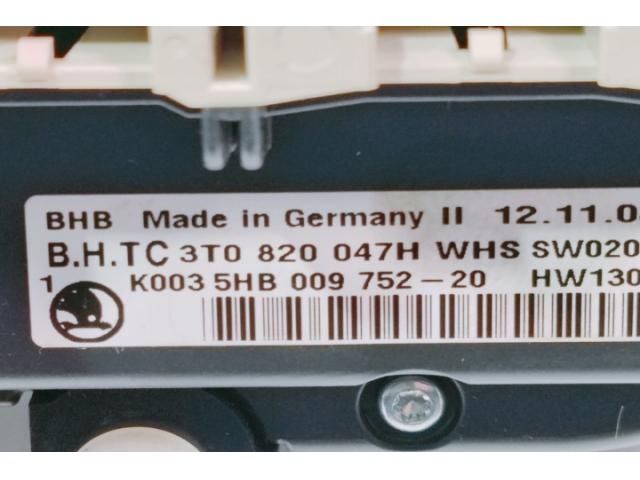 BHB Made in Germany II 12.11.0
B.H.TC 3T0 820 047H WHS SW020
1 K003 5HB 009 752-20 HW130